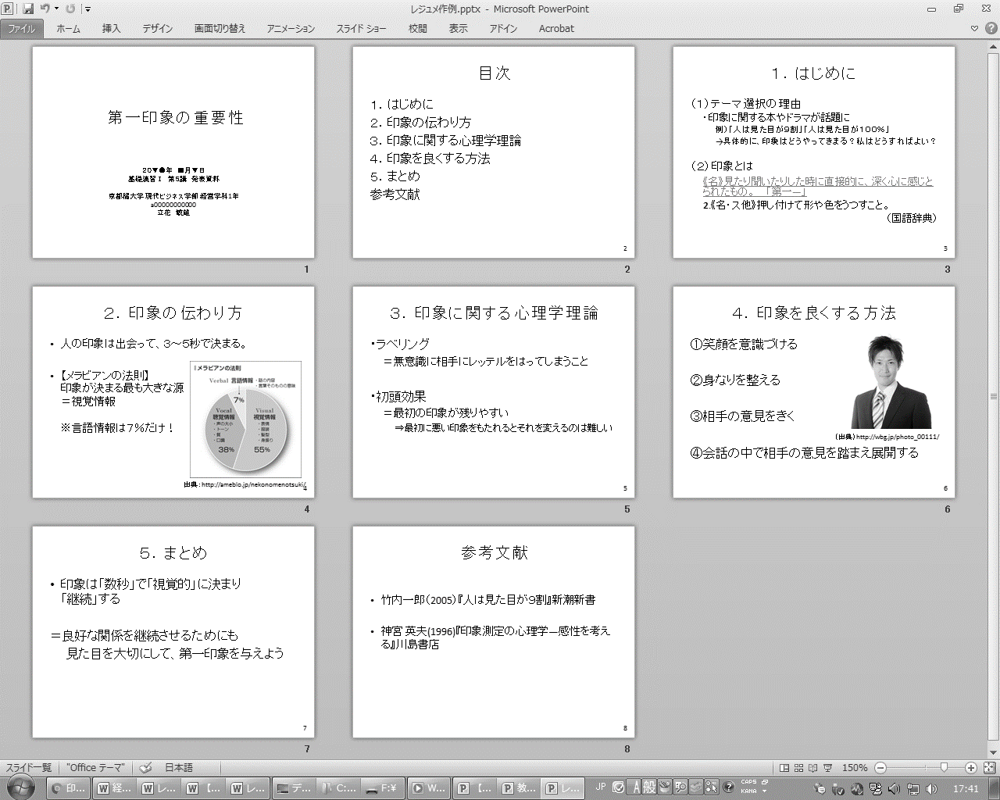 レジュメ作例.pptx - Microsoft PowerPoint
ファイル ホーム 挿入 デザイン 画面切り替え アニメーション スライド ショー 校閲 表示 アドイン Acrobat
第一印象の重要性
20▼●年 ■月▼日
基礎演習Ⅰ 第5講 発表資料
京都橘大学 現代ビジネス学部 経営学科1年
a00000000000
立花 敏雄
1
目次
1. はじめに
2. 印象の伝わり方
3. 印象に関する心理学理論
4. 印象を良くする方法
5. まとめ
参考文献
2
2
1. はじめに
(1)テーマ選択の理由
・印象に関する本やドラマが話題に
例)「人は見た目が9割」「人は見た目が100%」
→具体的に、印象はどうやってきまる?私はどうすればよい?
(2)印象とは
《名》見たり聞いたりした時に直接的に、深く心に感じと
られたもの。 「第一―」
2.《名・ス他》押し付けて形や色をうつすこと。
(国語辞典)
3
3
2. 印象の伝わり方
• 人の印象は出会って、3~5秒で決まる。
• 【メラビアンの法則】
印象が決まる最も大きな源
=視覚情報
※言語情報は7%だけ!
メラビアンの法則
Verbal 言語情報
・話の内容
・言葉そのものの意味
7%
Vocal
聴覚情報
・声の大小
・トーン
・質
・口調
38%
Visual
視覚情報
・表情
・服装
・髪型
・身振り
55%
出典:http://ameblo.jp/nekonomenotsuki/
4
4
3. 印象に関する心理学理論
・ラベリング
=無意識に相手にレッテルをはってしまうこと
・初頭効果
=最初の印象が残りやすい
⇒最初に悪い印象をもたれるとそれを変えるのは難しい
5
5
4. 印象を良くする方法
①笑顔を意識づける
②身なりを整える
③相手の意見をきく
(出典)http://wbg.jp/photo_00111/
④会話の中で相手の意見を踏まえ展開する
6
6
5. まとめ
• 印象は「数秒」で「視覚的」に決まり
「継続」する
=良好な関係を継続させるためにも
見た目を大切にして、第一印象を与えよう
7
7
参考文献
• 竹内一郎(2005)『人は見た目が9割』新潮新書
• 神宮 英夫(1996)『印象測定の心理学―感性を考え
る』川島書店
8
8
スライド一覧 "Office テーマ" 日本語 150%
印... 経... レ... 【... レ... デ... C:... F:¥ W... 【... 教... レ... JP A 般 CAPS KANA 17:41